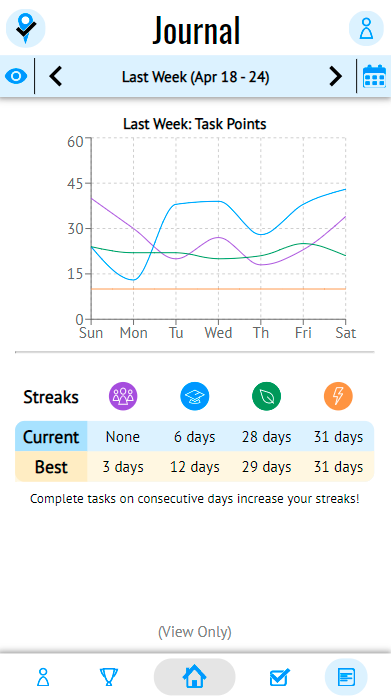 Journal
Last Week (Apr 18 - 24)
Last Week: Task Points
60
45
30
15
0
Sun Mon Tu Wed Th Fri Sat
Streaks
Current None 6 days 28 days 31 days
Best 3 days 12 days 29 days 31 days
Complete tasks on consecutive days increase your streaks!
(View Only)